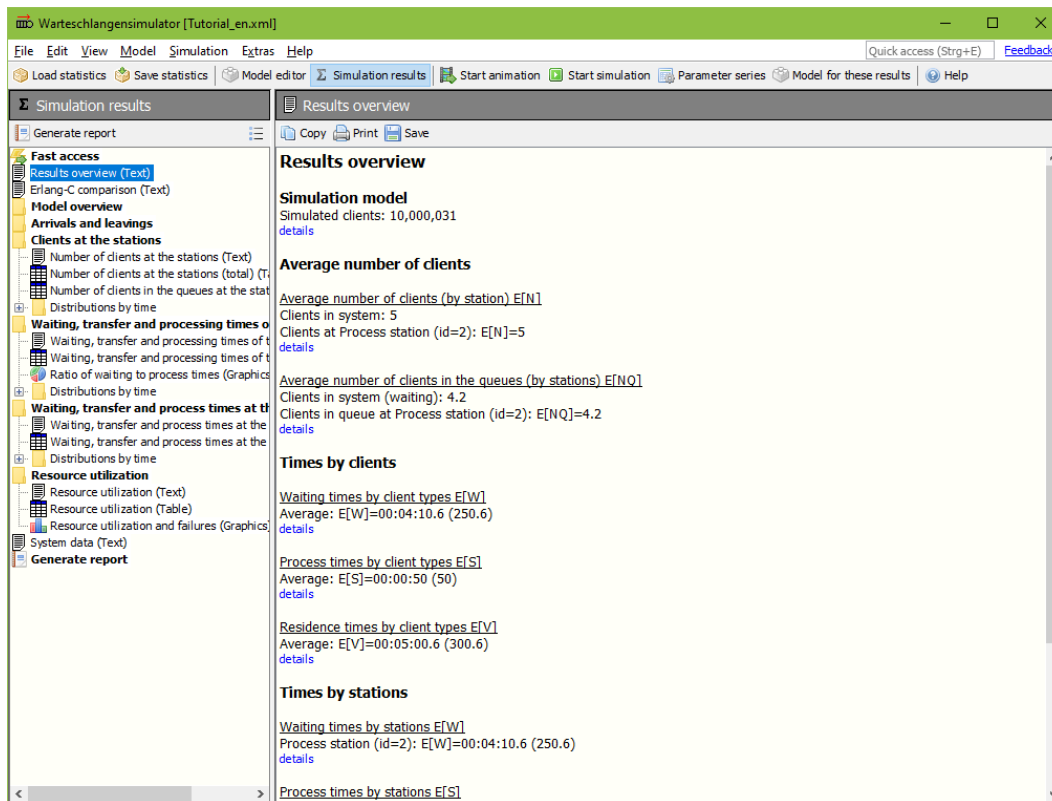 Warteschlangensimulator [Tutorial_en.xml]
File Edit View Model Simulation Extras Help
Quick access (Strg+E) Feedback
Load statistics Save statistics Model editor Σ Simulation results Start animation Start simulation Parameter series Model for these results Help
Σ Simulation results
Generate report
Fast access
Results overview (Text)
Erlang-C comparison (Text)
Model overview
Arrivals and leavings
Clients at the stations
Number of clients at the stations (Text)
Number of clients at the stations (total) (Ta
Number of clients in the queues at the stat
Distributions by time
Waiting, transfer and processing times o
Waiting, transfer and processing times of t
Waiting, transfer and processing times of t
Ratio of waiting to process times (Graphics
Distributions by time
Waiting, transfer and process times at th
Waiting, transfer and process times at the
Waiting, transfer and process times at the
Distributions by time
Resource utilization
Resource utilization (Text)
Resource utilization (Table)
Resource utilization and failures (Graphics)
System data (Text)
Generate report
Results overview
Copy Print Save
Results overview
Simulation model
Simulated clients: 10,000,031
details
Average number of clients
Average number of clients (by station) E[N]
Clients in system: 5
Clients at Process station (id=2): E[N]=5
details
Average number of clients in the queues (by stations) E[NQ]
Clients in system (waiting): 4.2
Clients in queue at Process station (id=2): E[NQ]=4.2
details
Times by clients
Waiting times by client types E[W]
Average: E[W]=00:04:10.6 (250.6)
details
Process times by client types E[S]
Average: E[S]=00:00:50 (50)
details
Residence times by client types E[V]
Average: E[V]=00:05:00.6 (300.6)
details
Times by stations
Waiting times by stations E[W]
Process station (id=2): E[W]=00:04:10.6 (250.6)
details
Process times by stations E[S]